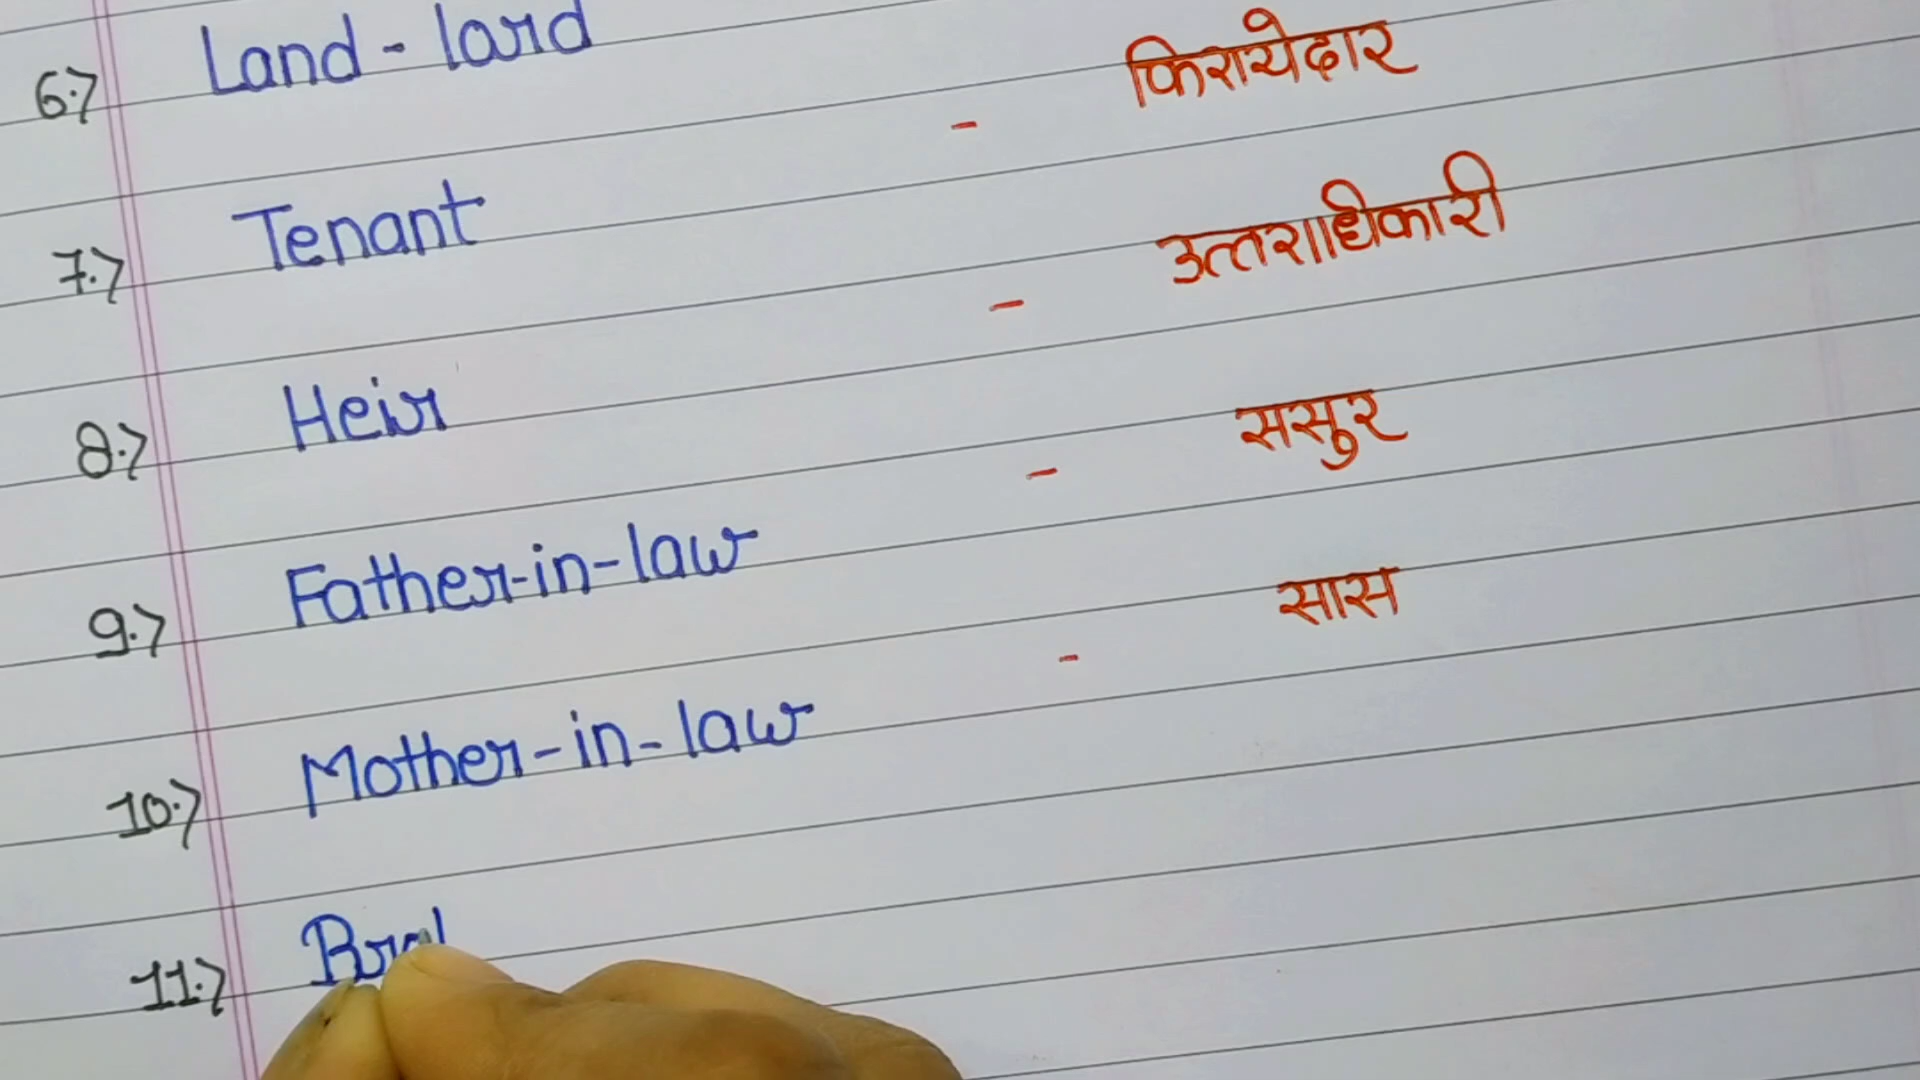 6.> Land - lord
7.> Tenant - किरायेदार
8.> Heir - उत्तराधिकारी
9.> Father-in-law - ससुर
10.> Mother-in-law - सास
11.>